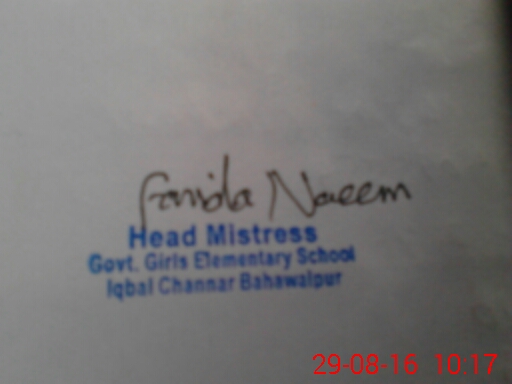 Farida Naeem
Head Mistress
Govt. Girls Elementary School
Iqbal Channar Bahawalpur
29-08-16 10:17